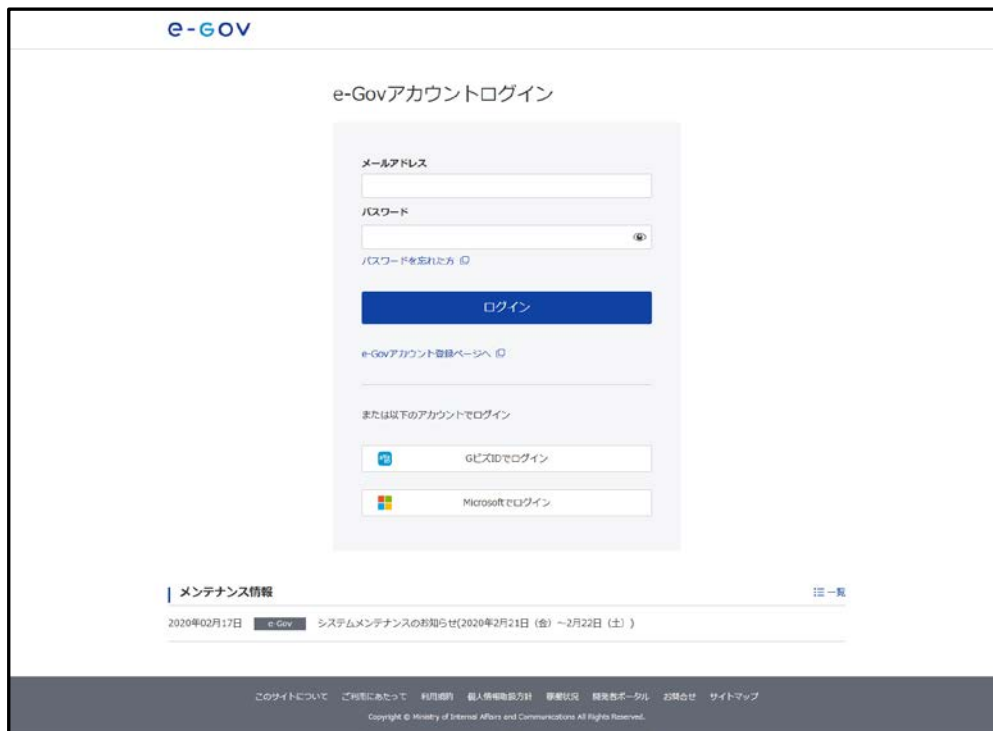 e-GOV
e-Govアカウントログイン
メールアドレス
パスワード
パスワードを忘れた方
ログイン
e-Govアカウント登録ページへ
または以下のアカウントでログイン
GビズIDでログイン
Microsoftでログイン
メンテナンス情報
一覧
2020年02月17日 e-Gov システムメンテナンスのお知らせ(2020年2月21日（金）～2月22日（土）)
このサイトについて ご利用にあたって 利用規約 個人情報取扱方針 稼働状況 開発者ポータル お問合せ サイトマップ
Copyright © Ministry of Internal Affairs and Communications All Rights Reserved.